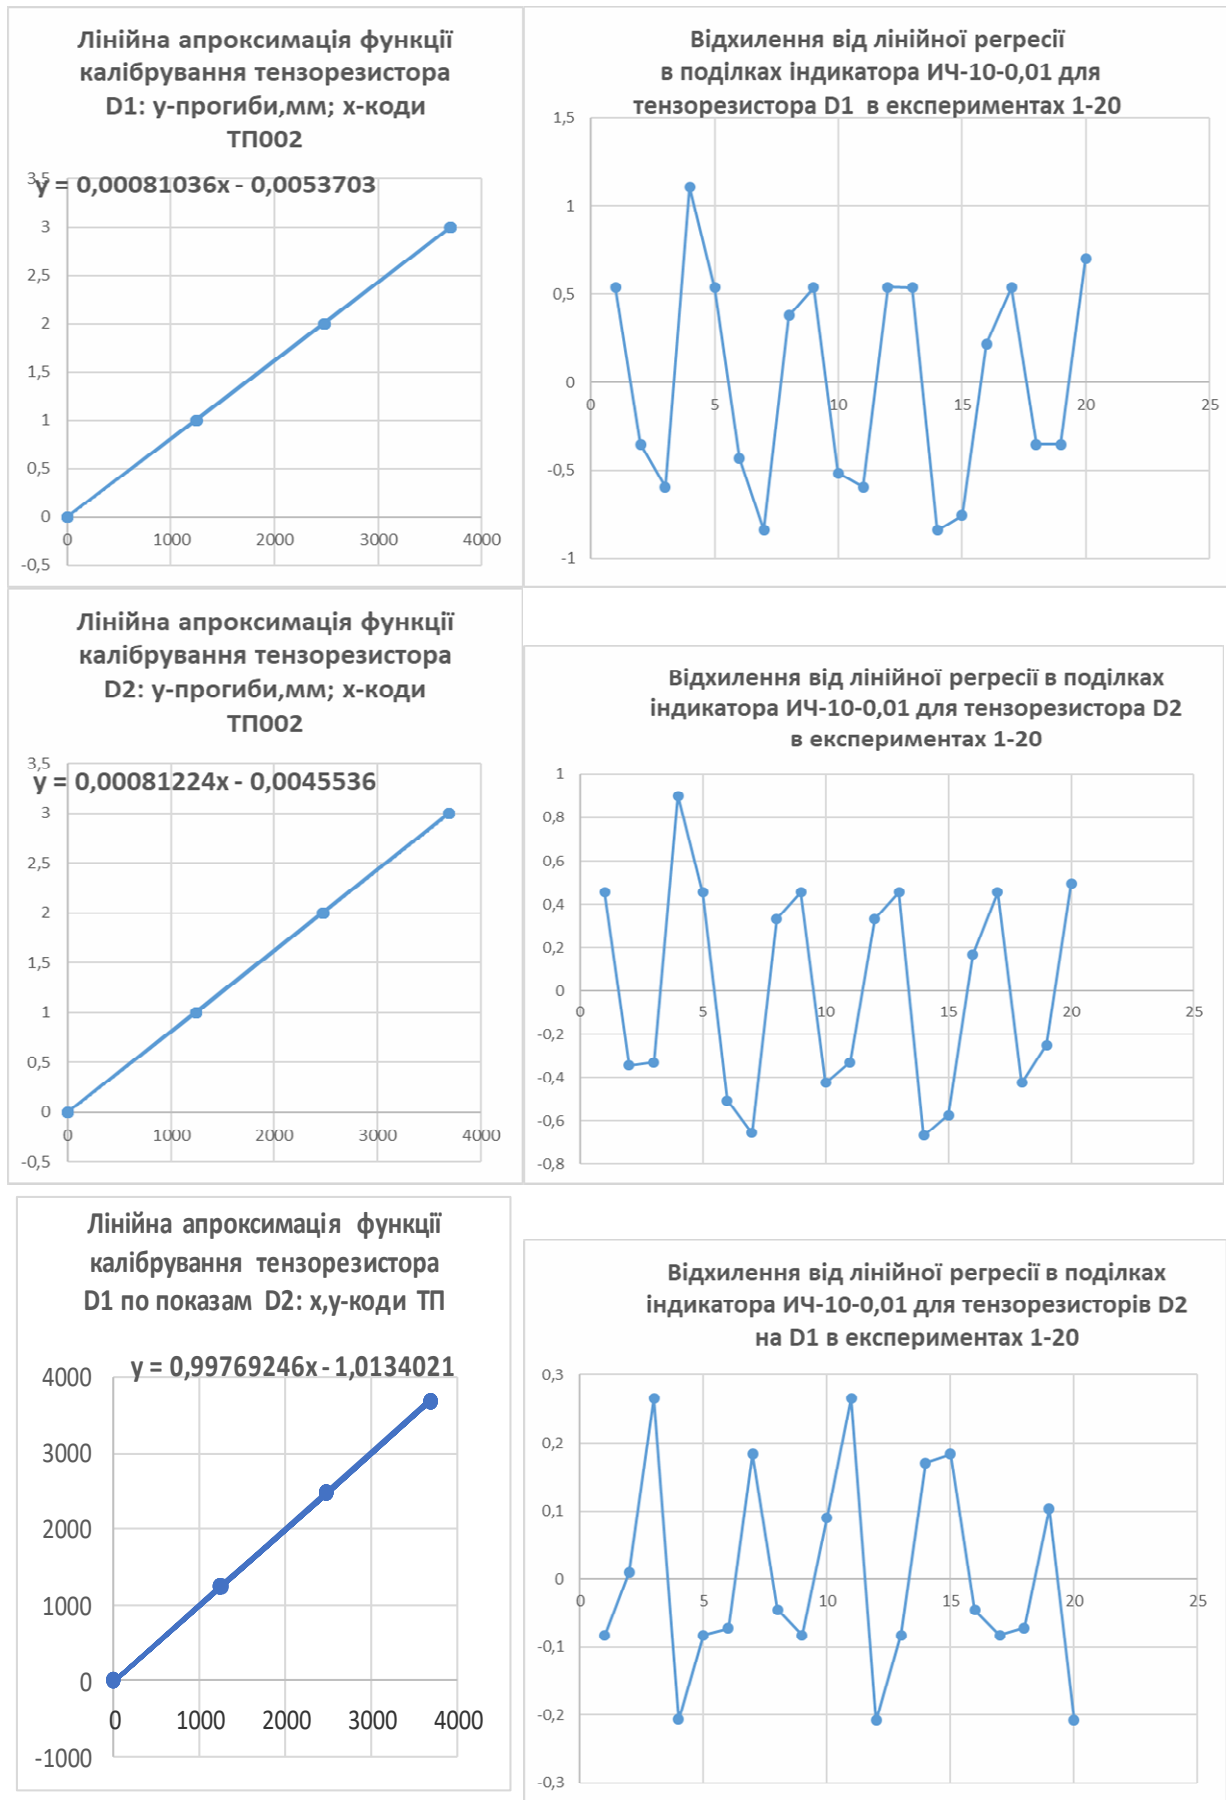 Лінійна апроксимація функції
калібрування тензорезистора
D1: у-прогиби,мм; х-коди
ТП002
y = 0,00081036x - 0,0053703
3,5
3
2,5
2
1,5
1
0,5
0
-0,5
0 1000 2000 3000 4000
Відхилення від лінійної регресії
в поділках індикатора ИЧ-10-0,01 для
тензорезистора D1 в експериментах 1-20
1,5
1
0,5
0
-0,5
-1
0 5 10 15 20 25
Лінійна апроксимація функції
калібрування тензорезистора
D2: у-прогиби,мм; х-коди
ТП002
y = 0,00081224x - 0,0045536
3,5
3
2,5
2
1,5
1
0,5
0
-0,5
0 1000 2000 3000 4000
Відхилення від лінійної регресії в поділках
індикатора ИЧ-10-0,01 для тензорезистора D2
в експериментах 1-20
1
0,8
0,6
0,4
0,2
0
-0,2
-0,4
-0,6
-0,8
0 5 10 15 20 25
Лінійна апроксимація функції
калібрування тензорезистора
D1 по показам D2: х,у-коди ТП
y = 0,99769246x - 1,0134021
4000
3000
2000
1000
0
-1000
0 1000 2000 3000 4000
Відхилення від лінійної регресії в поділках
індикатора ИЧ-10-0,01 для тензорезисторів D2
на D1 в експериментах 1-20
0,3
0,2
0,1
0
-0,1
-0,2
-0,3
0 5 10 15 20 25